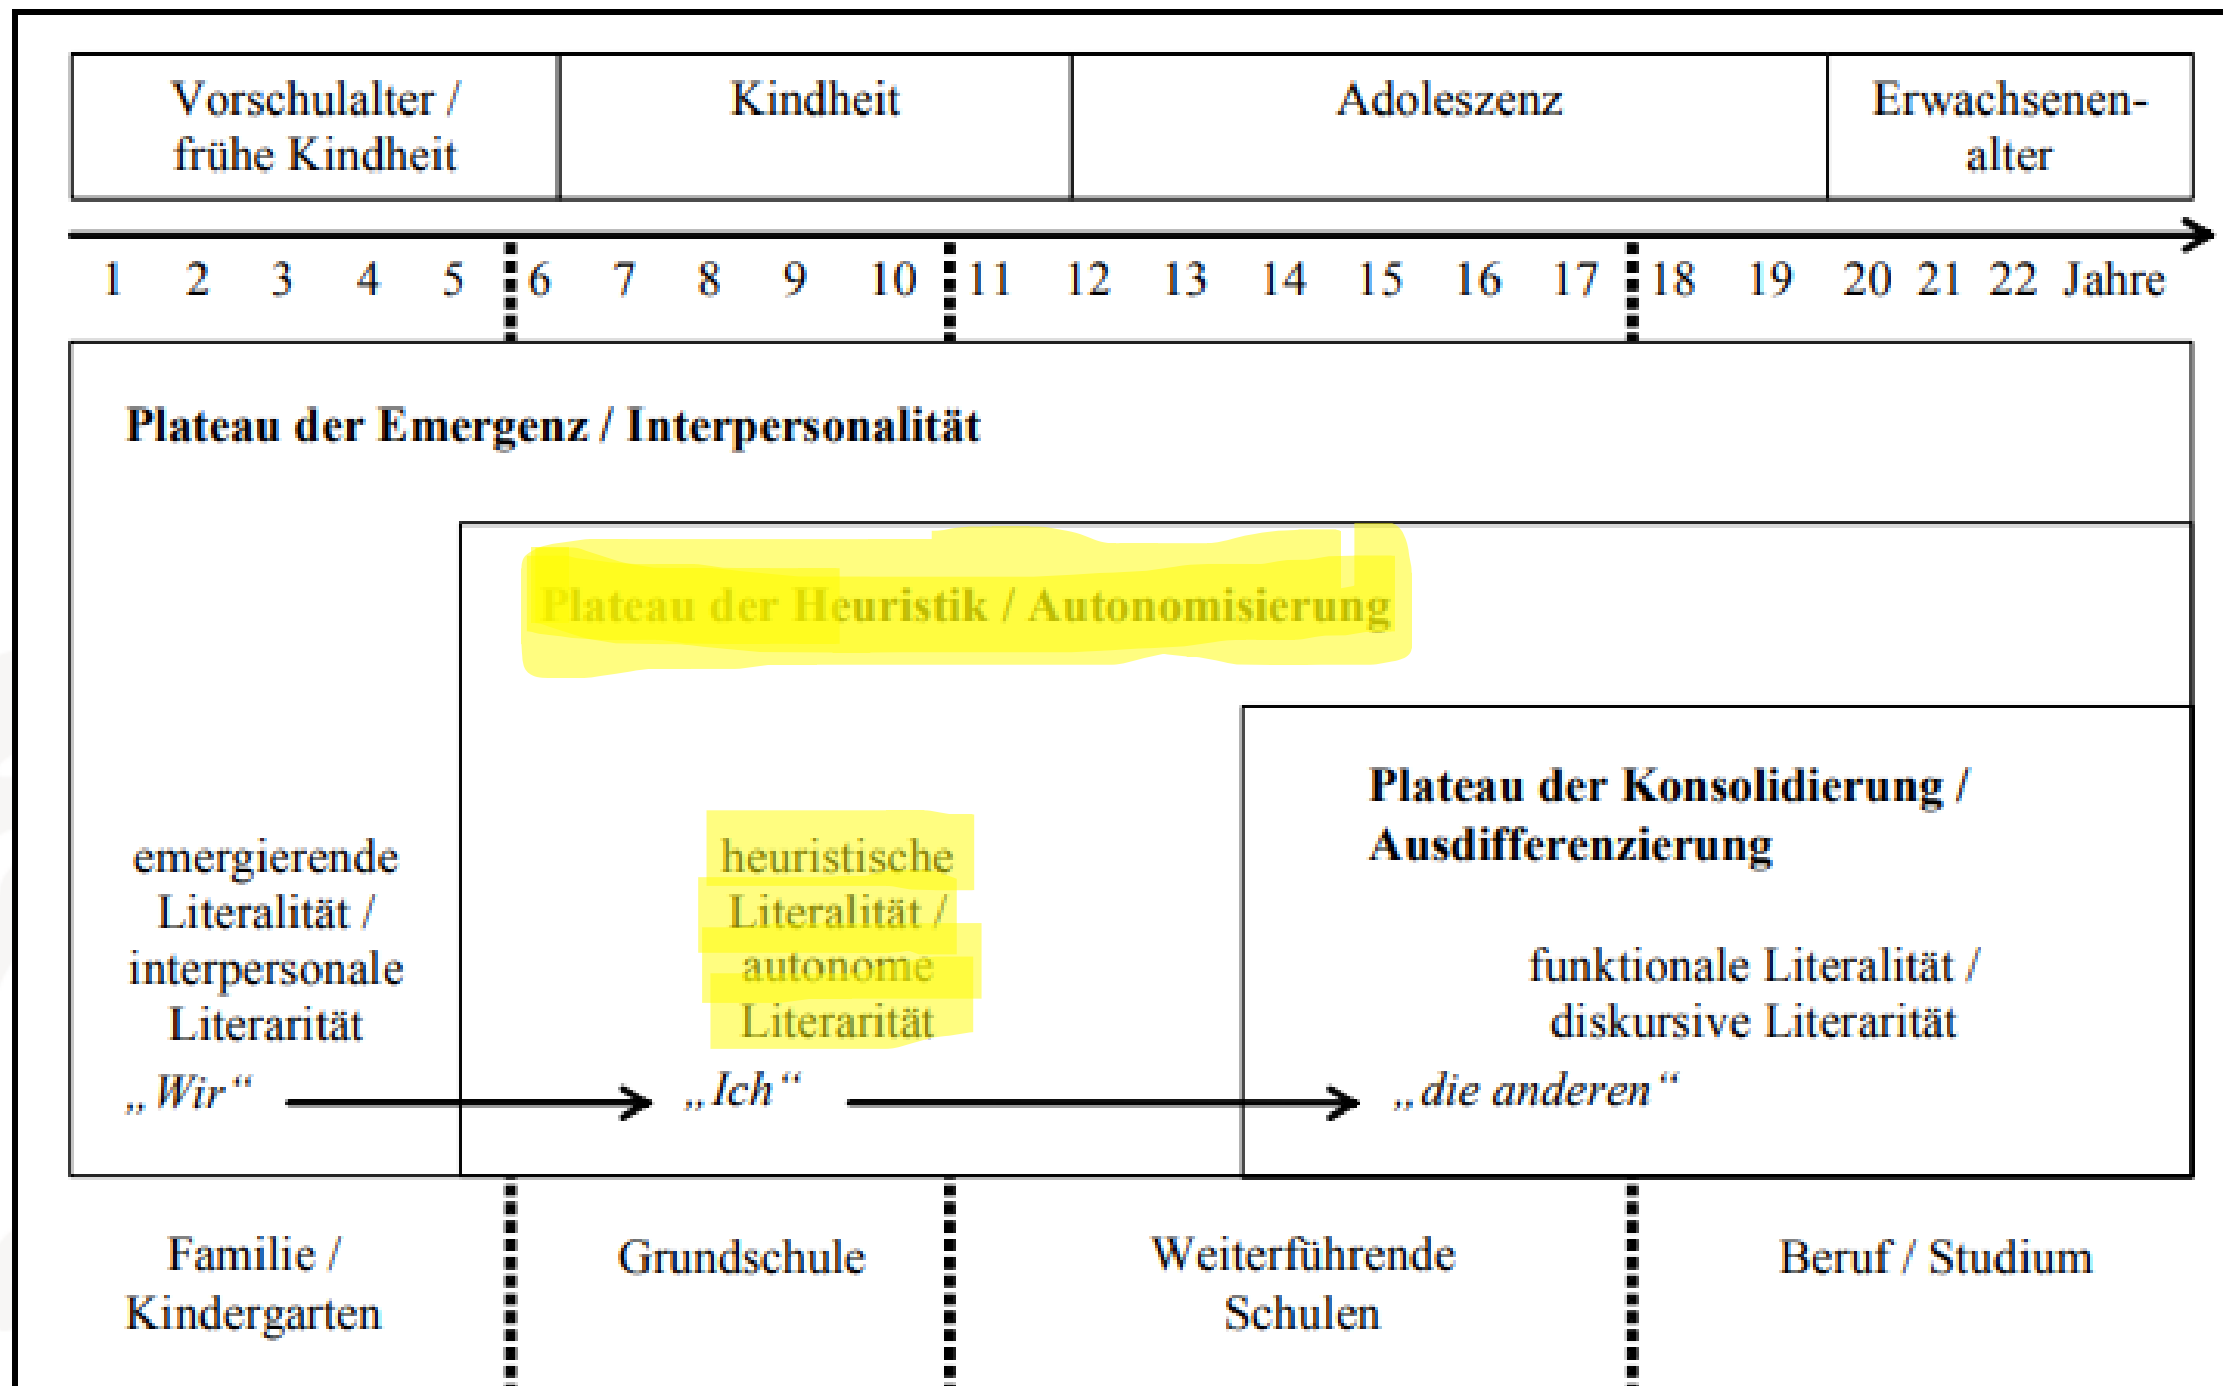 Vorschulalter /
frühe Kindheit
Kindheit
Adoleszenz
Erwachsenen-
alter
1 2 3 4 5 6 7 8 9 10 11 12 13 14 15 16 17 18 19 20 21 22 Jahre
Plateau der Emergenz / Interpersonalität
Plateau der Heuristik / Autonomisierung
Plateau der Konsolidierung /
Ausdifferenzierung
emergierende
Literalität /
interpersonale
Literarität
heuristische
Literalität /
autonome
Literarität
funktionale Literalität /
diskursive Literarität
„Wir“
„Ich“
„die anderen“
Familie /
Kindergarten
Grundschule
Weiterführende
Schulen
Beruf / Studium